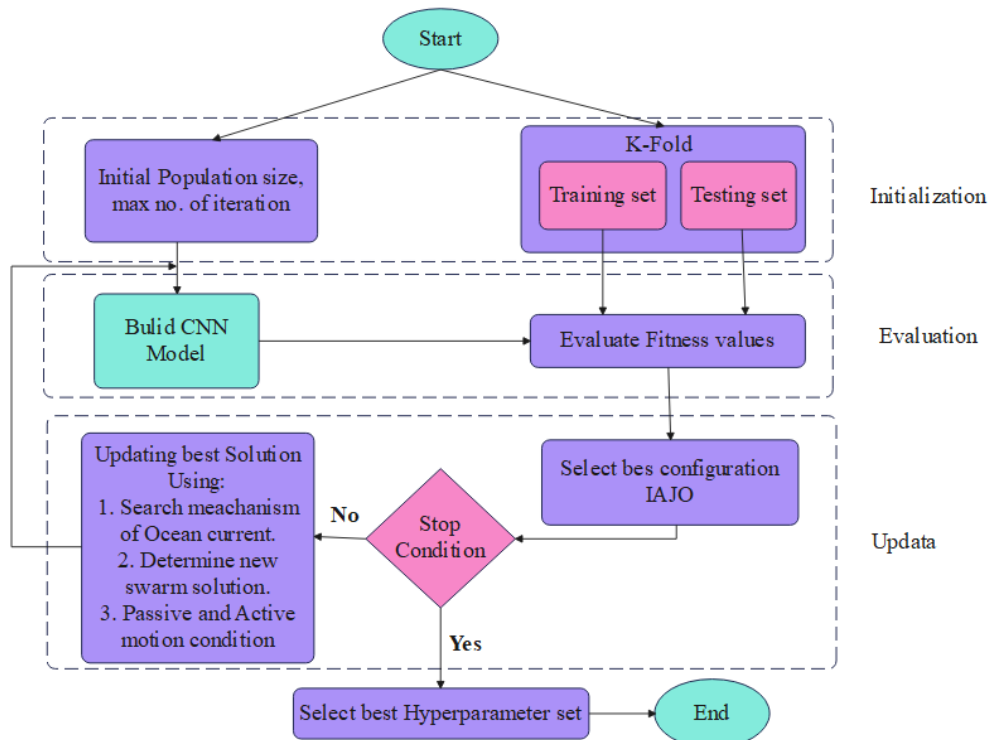 Start
Initial Population size,
max no. of iteration
K-Fold
Training set
Testing set
Initialization
Bulid CNN
Model
Evaluate Fitness values
Evaluation
Updating best Solution
Using:
1. Search meachanism
of Ocean current.
2. Determine new
swarm solution.
3. Passive and Active
motion condition
No
Stop
Condition
Select bes configuration
IAJO
Updata
Yes
Select best Hyperparameter set
End